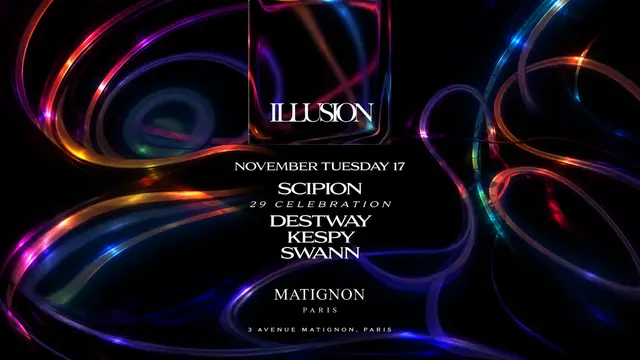 ILLUSION
NOVEMBER TUESDAY 17
SCIPION
29 CELEBRATION
DESTWAY
KESPY
SWANN
MATIGNON
PARIS
3 AVENUE MATIGNON, PARIS